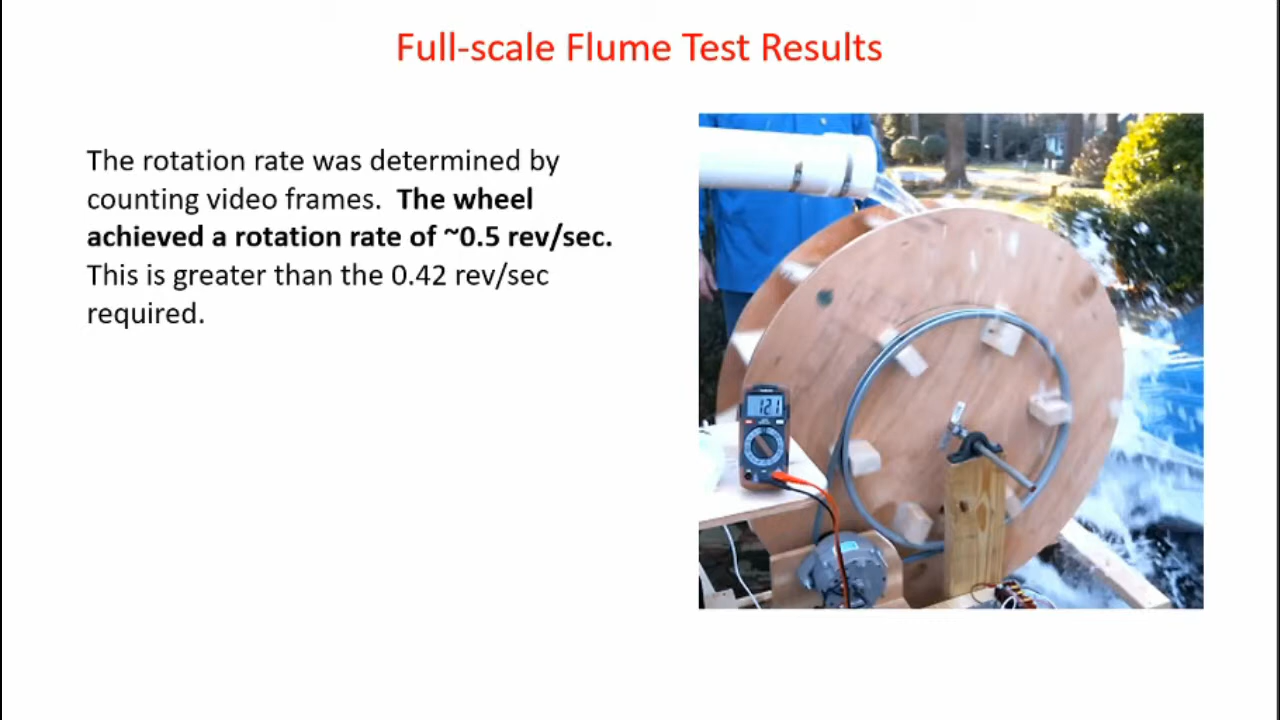 Full-scale Flume Test Results
The rotation rate was determined by
counting video frames.  The wheel
achieved a rotation rate of ~0.5 rev/sec.
This is greater than the 0.42 rev/sec
required.
121